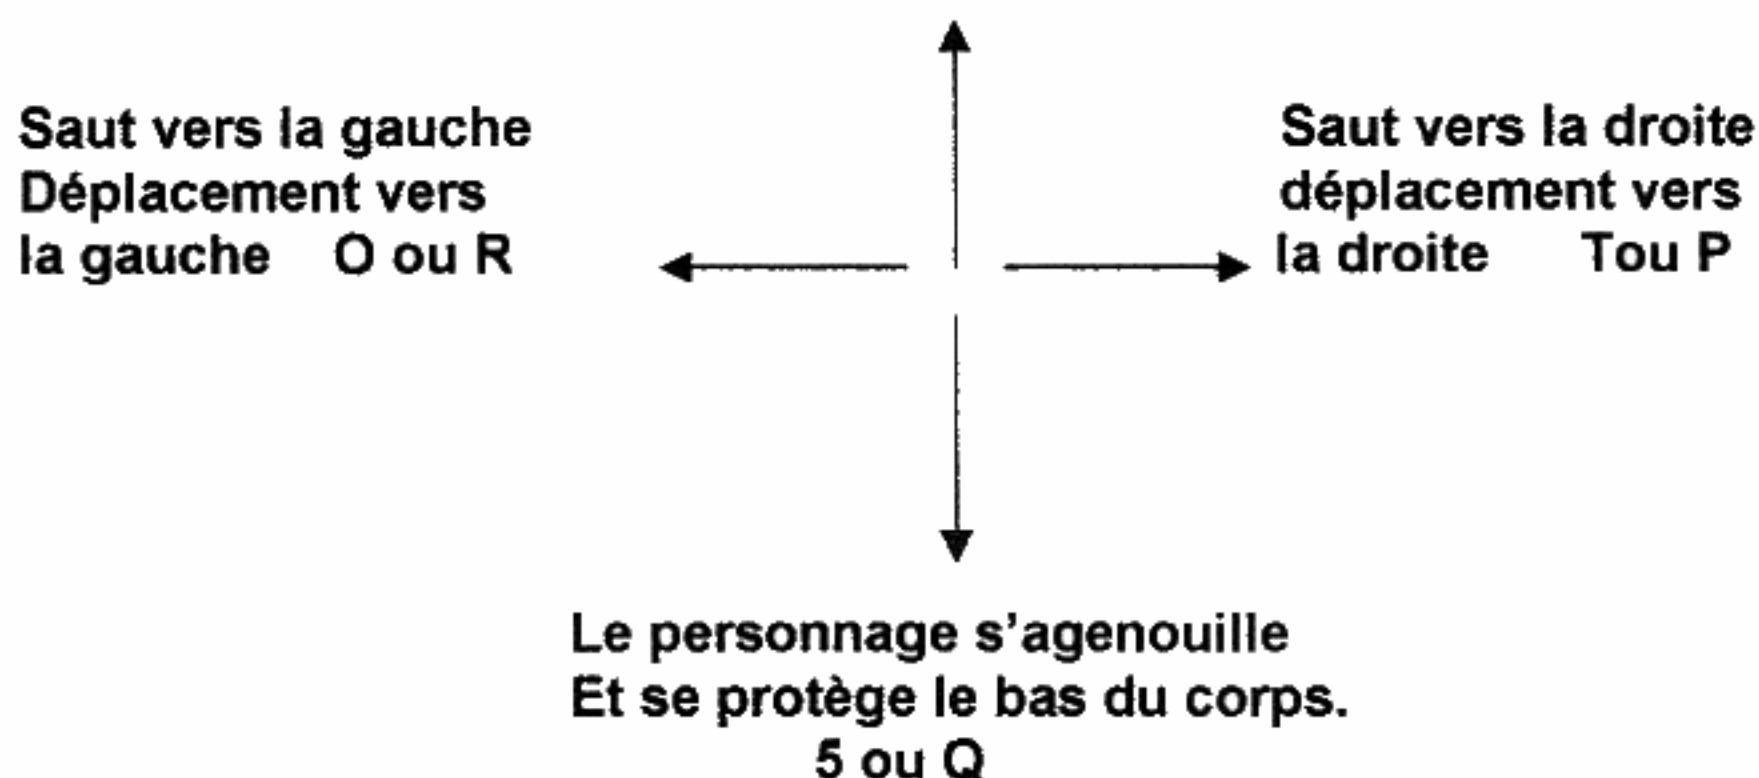 Saut vers la gauche
Déplacement vers
la gauche O ou R
Saut vers la droite
déplacement vers
la droite Tou P
Le personnage s'agenouille
Et se protège le bas du corps.
5 ou Q